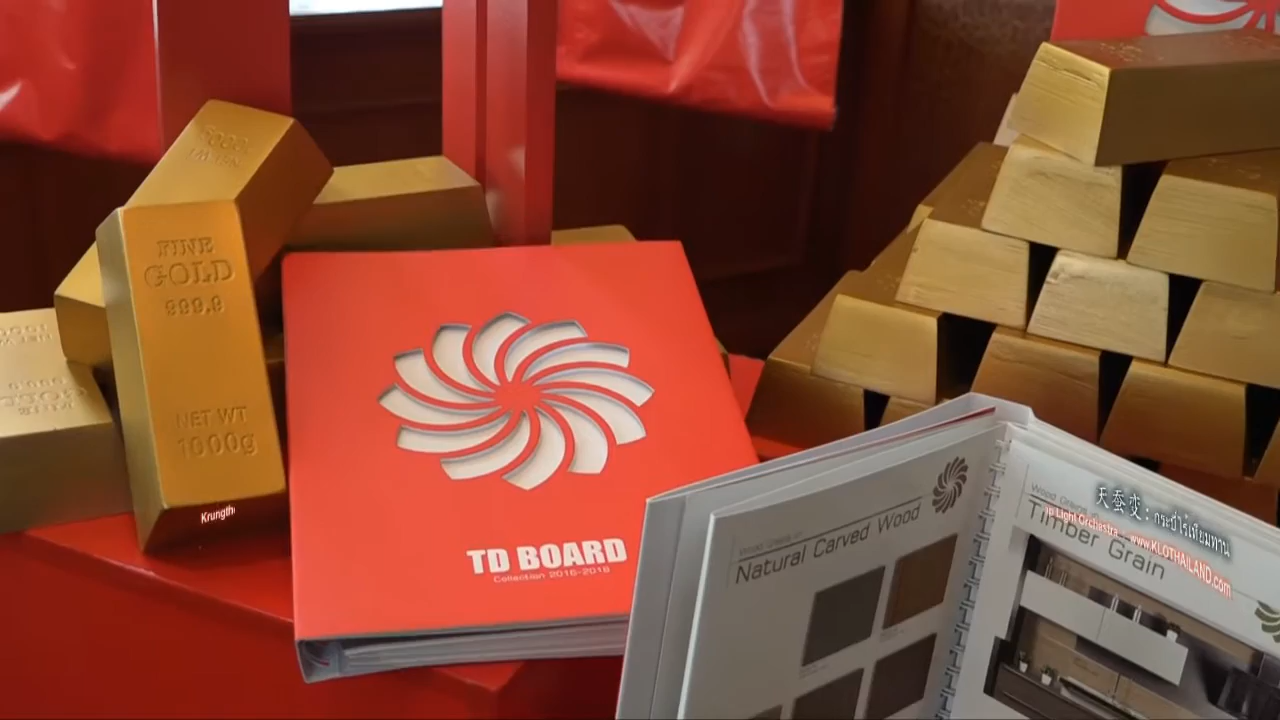 FINE
GOLD
999.9
NET WT
1000g
Krungth
TD BOARD
Collection 2016-2018
Natural Carved Wood
天蚕变 : กระบี่ไร้เทียมทาน
Light Orchestra : www.KLOTHAILAND.com
Timber Grain